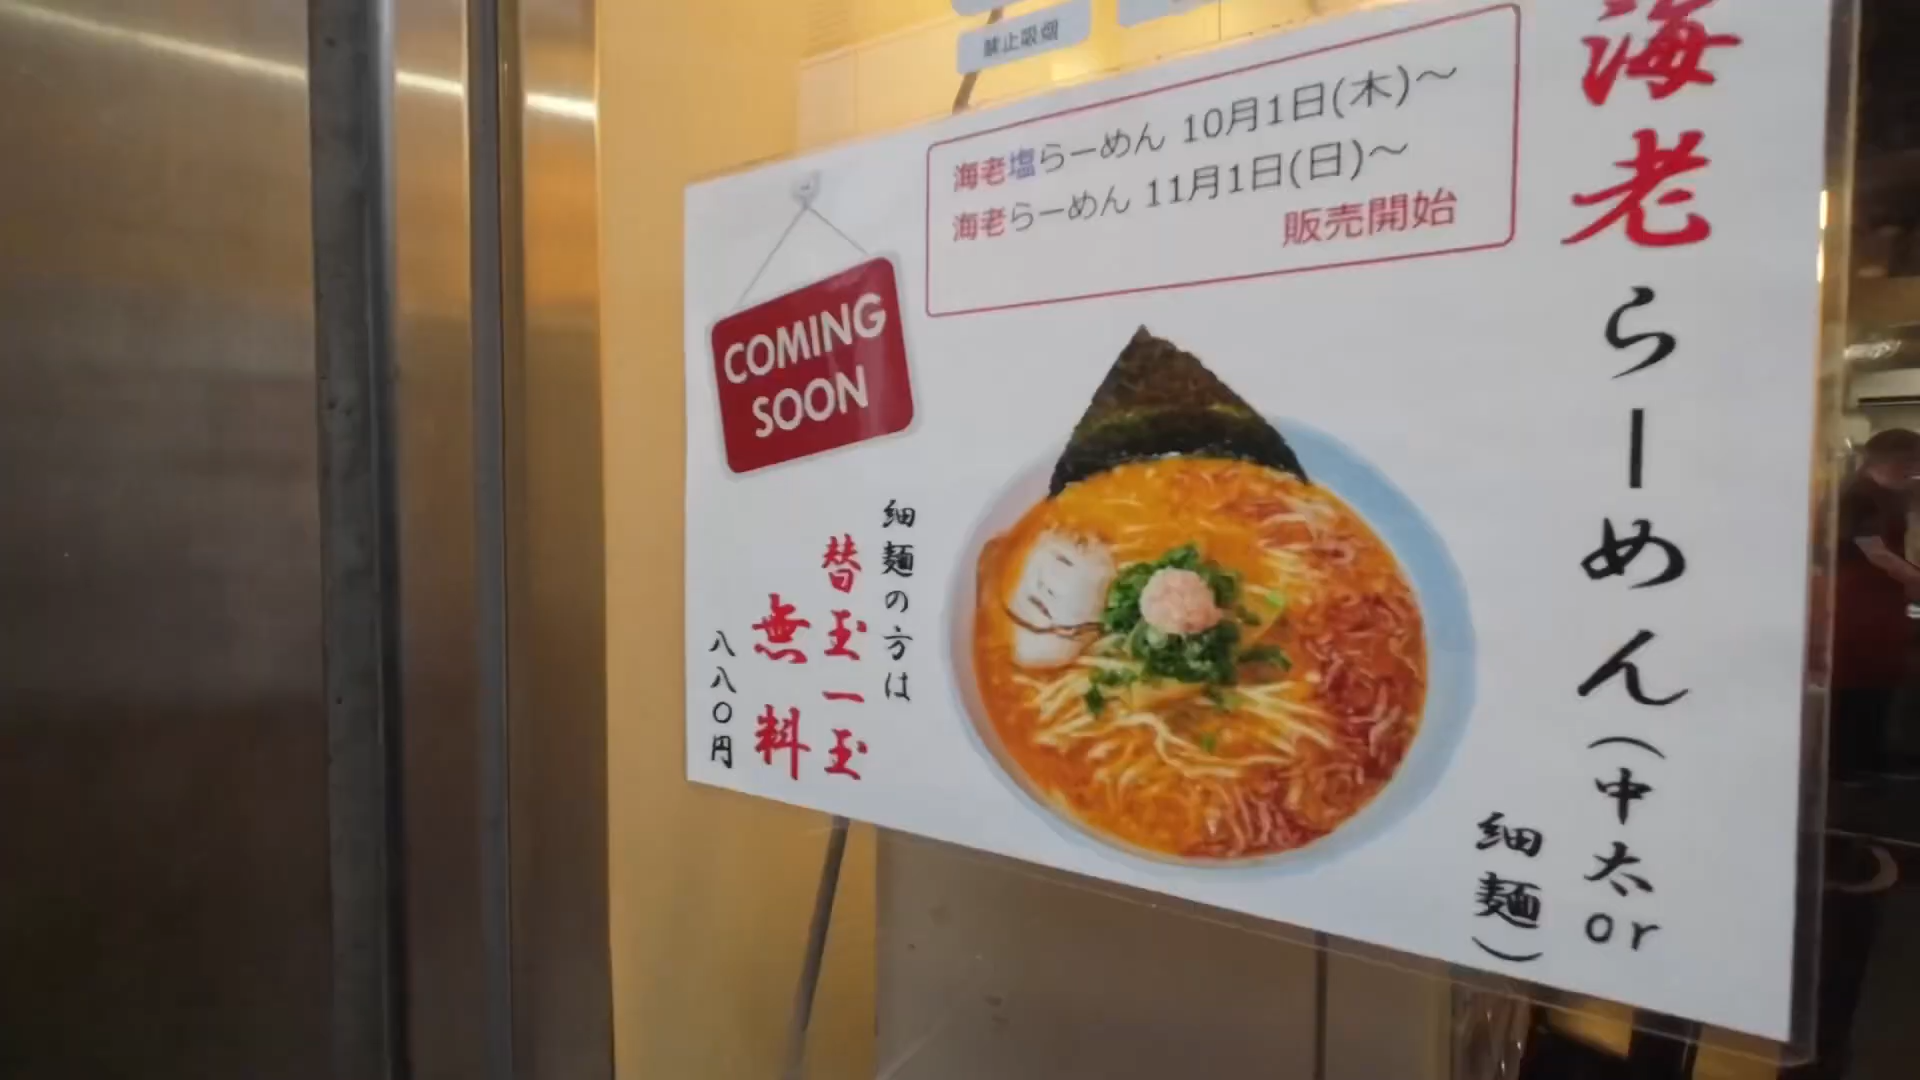 禁止吸烟
海老塩らーめん 10月1日(木)～
海老らーめん 11月1日(日)～
販売開始
COMING
SOON
海老らーめん(中太or
細麺)
細麺の方は
替玉一玉
無料
八八〇円